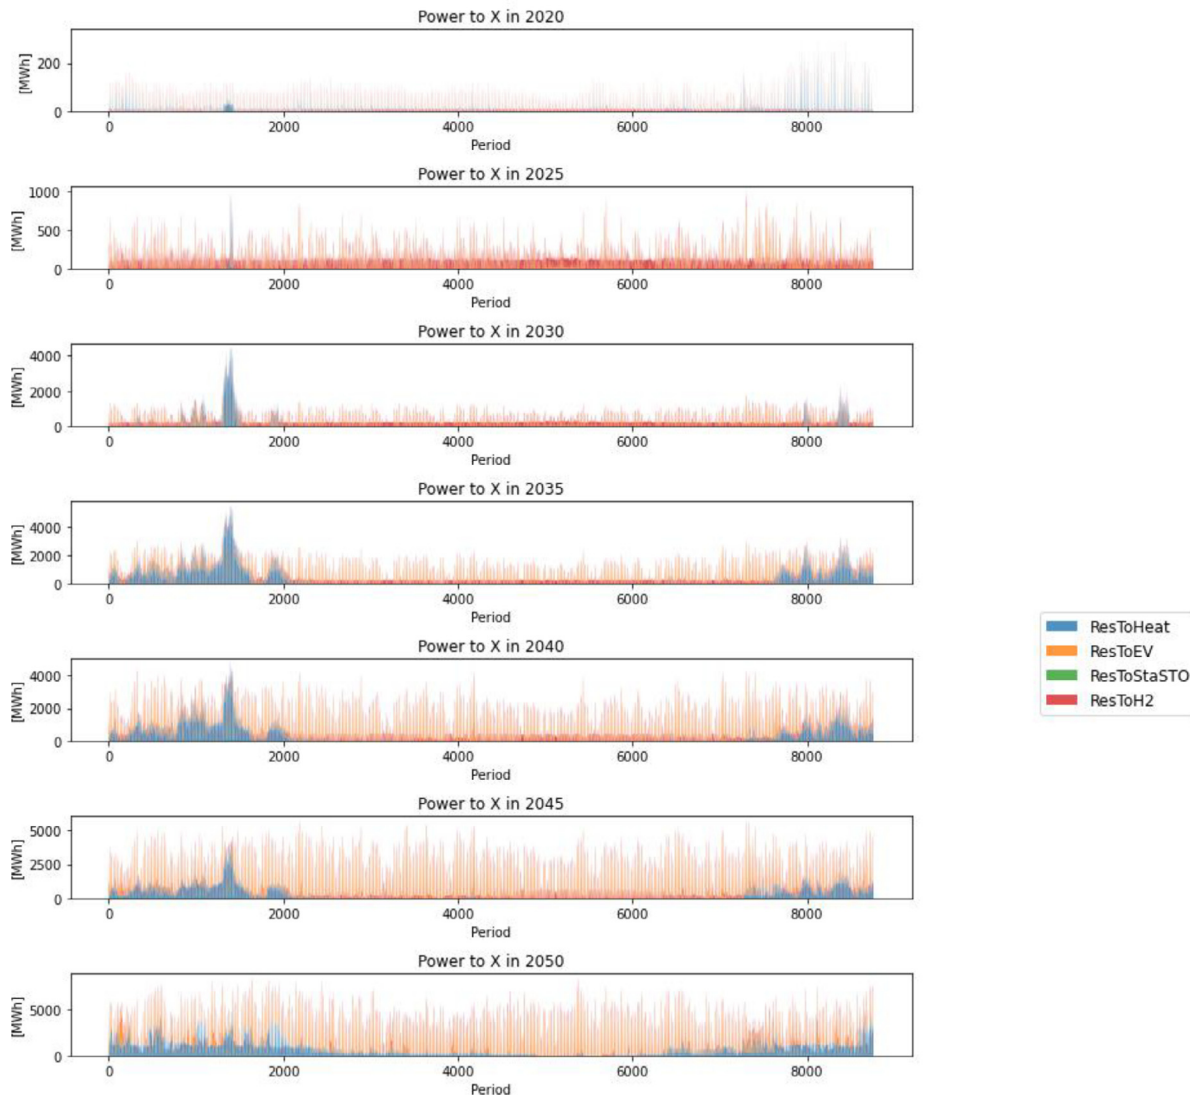 Power to X in 2020
200
0
[MWh]
0 2000 4000 6000 8000
Period
Power to X in 2025
1000
500
0
[MWh]
0 2000 4000 6000 8000
Period
Power to X in 2030
4000
2000
0
[MWh]
0 2000 4000 6000 8000
Period
Power to X in 2035
4000
2000
0
[MWh]
0 2000 4000 6000 8000
Period
ResToHeat
ResToEV
ResToStaSTO
ResToH2
Power to X in 2040
4000
2000
0
[MWh]
0 2000 4000 6000 8000
Period
Power to X in 2045
5000
2500
0
[MWh]
0 2000 4000 6000 8000
Period
Power to X in 2050
5000
0
[MWh]
0 2000 4000 6000 8000
Period